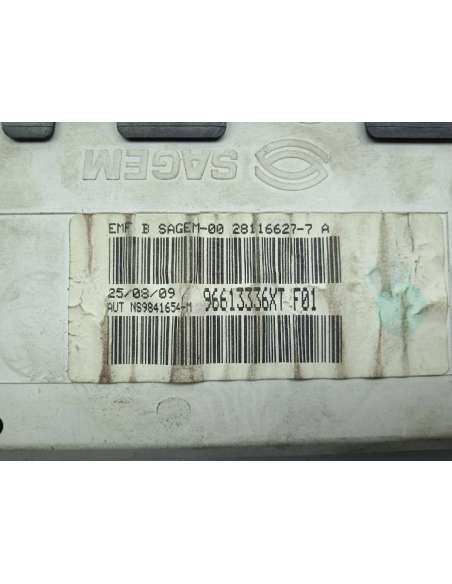 SAGEM
EMF B SAGEM-00 28116627-7 A
25/08/09
AUT NS9841654-M 96613336XT F01